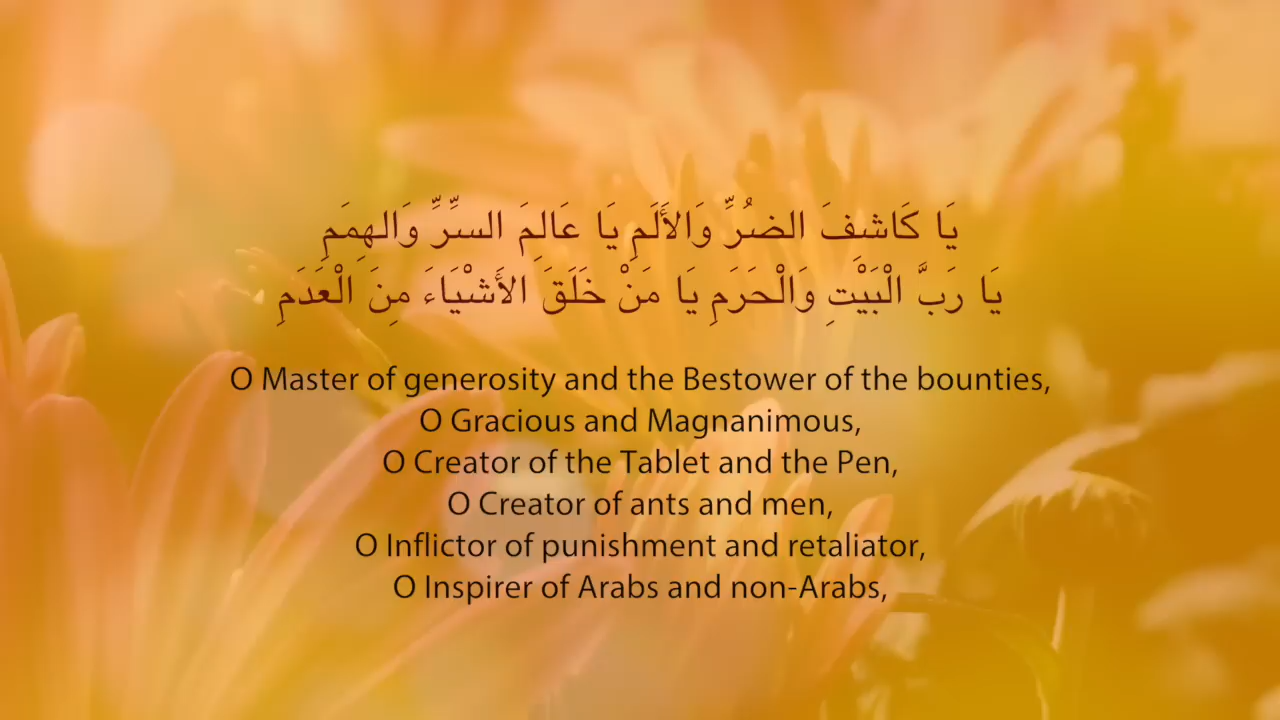 يَا كَاشِفَ الضُرِّ وَالأَلَمِ يَا عَالِمَ السِّرِّ وَالهِمَمِ
يَا رَبَّ الْبَيْتِ وَالْحَرَمِ يَا مَنْ خَلَقَ الأَشْيَاءَ مِنَ الْعَدَمِ
O Master of generosity and the Bestower of the bounties,
O Gracious and Magnanimous,
O Creator of the Tablet and the Pen,
O Creator of ants and men,
O Inflictor of punishment and retaliator,
O Inspirer of Arabs and non-Arabs,